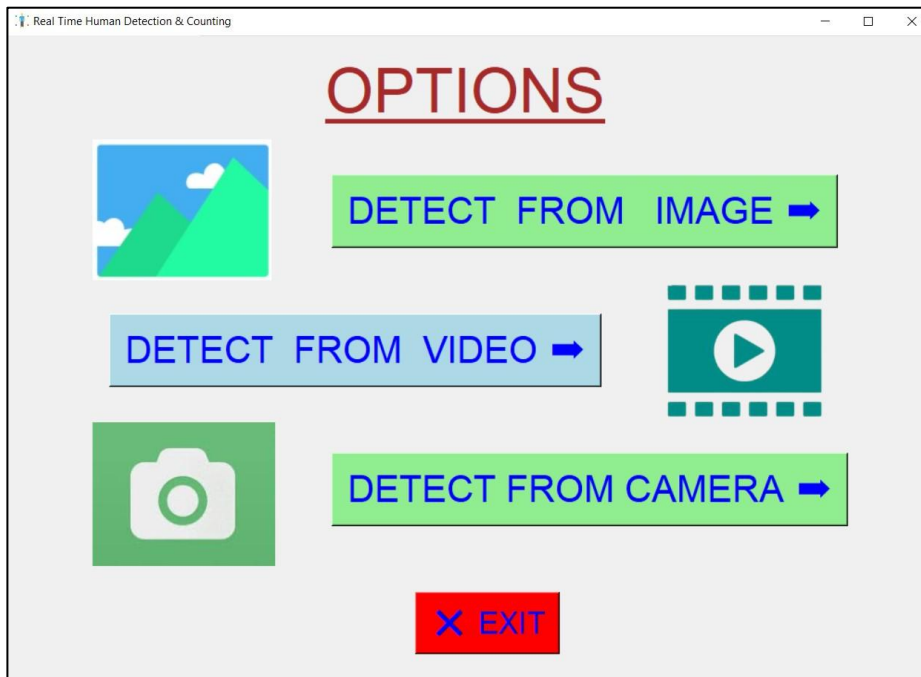 Real Time Human Detection & Counting
OPTIONS
DETECT FROM IMAGE ➡
DETECT FROM VIDEO ➡
DETECT FROM CAMERA ➡
✕ EXIT